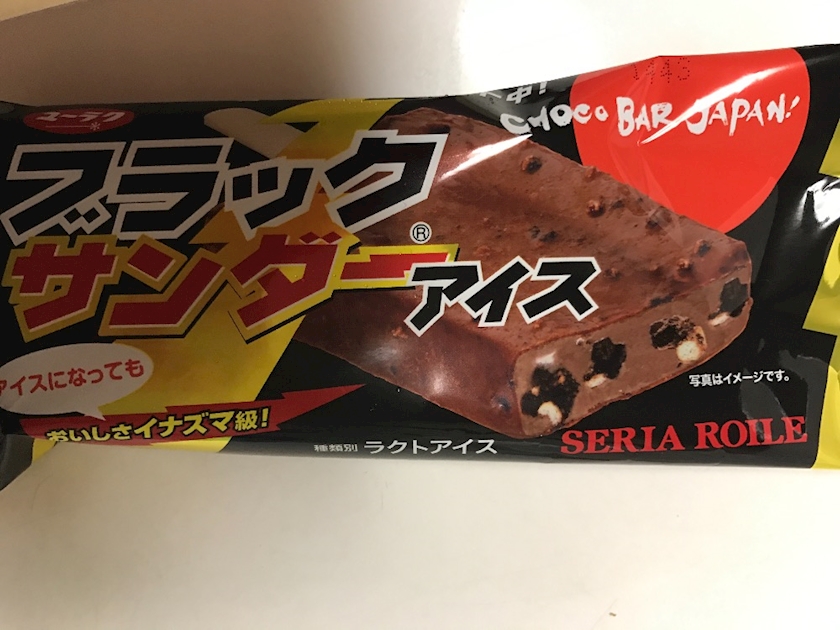 ユーラク
ブラック
サンダーアイス
®
CHOCO BAR JAPAN!
アイスになっても
おいしさイナズマ級!
種類別 ラクトアイス
写真はイメージです。
SERIA ROILE